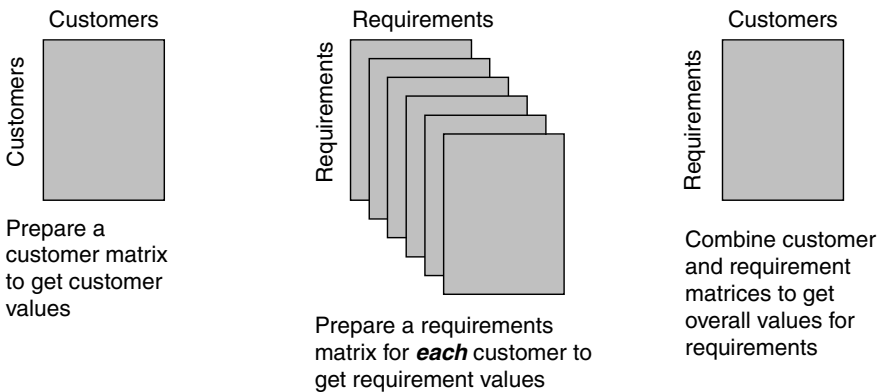 Customers
Customers
Prepare a
customer matrix
to get customer
values
Requirements
Requirements
Prepare a requirements
matrix for each customer to
get requirement values
Customers
Requirements
Combine customer
and requirement
matrices to get
overall values for
requirements